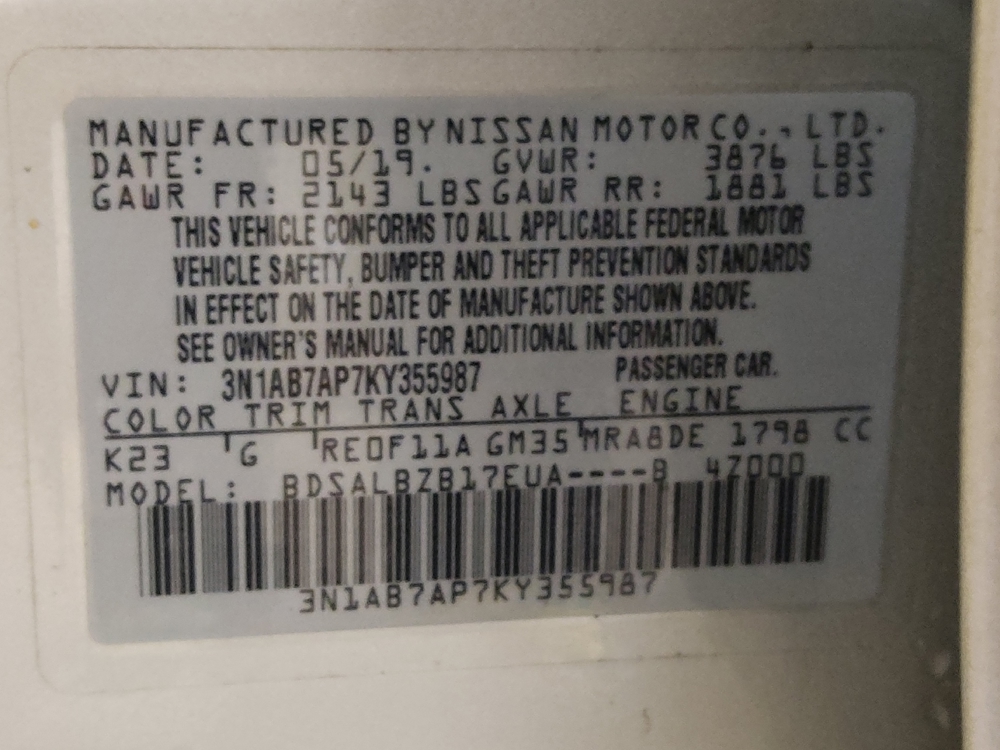 MANUFACTURED BY NISSAN MOTOR CO., LTD.
DATE: 05/19. GVWR: 3876 LBS
GAWR FR: 2143 LBS GAWR RR: 1881 LBS
THIS VEHICLE CONFORMS TO ALL APPLICABLE FEDERAL MOTOR
VEHICLE SAFETY, BUMPER AND THEFT PREVENTION STANDARDS
IN EFFECT ON THE DATE OF MANUFACTURE SHOWN ABOVE.
SEE OWNER'S MANUAL FOR ADDITIONAL INFORMATION.
VIN: 3N1AB7AP7KY355987 PASSENGER CAR.
COLOR TRIM TRANS AXLE ENGINE
K23 G RE0F11A GM35 MRA8DE 1798 CC
MODEL: BDSALBZB17EUA----B 4Z000
3N1AB7AP7KY355987